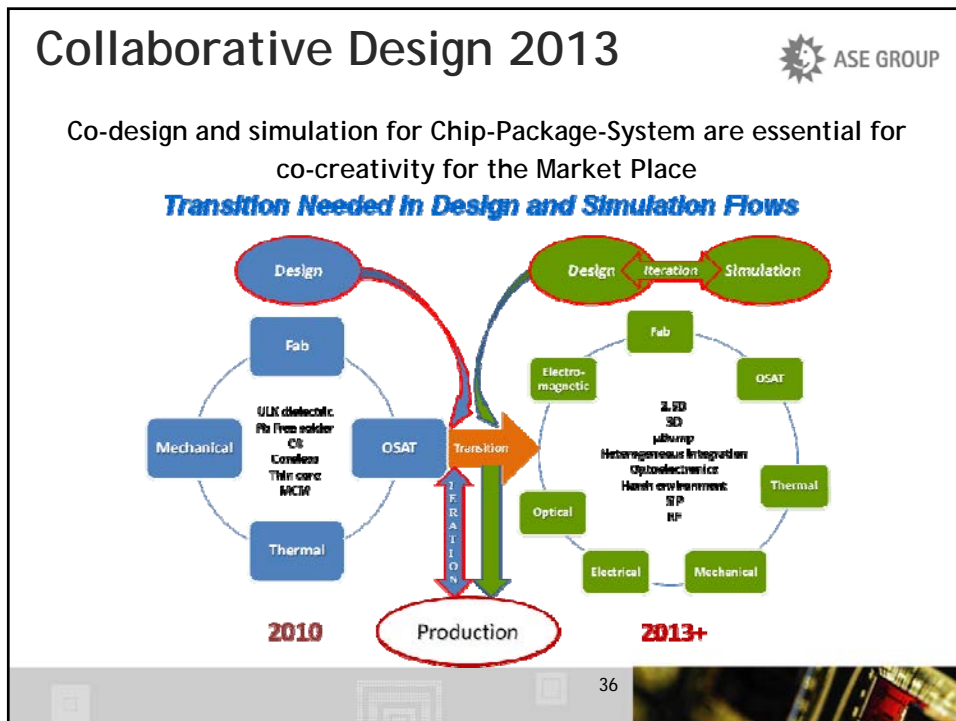 Collaborative Design 2013
ASE GROUP
Co-design and simulation for Chip-Package-System are essential for
co-creativity for the Market Place
Transition Needed in Design and Simulation Flows
Design
Fab
Mechanical
ULK dielectric
Pb Free solder
Coreless
Thin core
MCM
OSAT
Thermal
2010
Transition
ITERATION
Production
Design
Iteration
Simulation
Fab
Electro-
magnetic
OSAT
2.5D
3D
µBump
Heterogeneous Integration
Optoelectronics
Harsh environment
SIP
RF
Optical
Thermal
Electrical
Mechanical
2013+
36